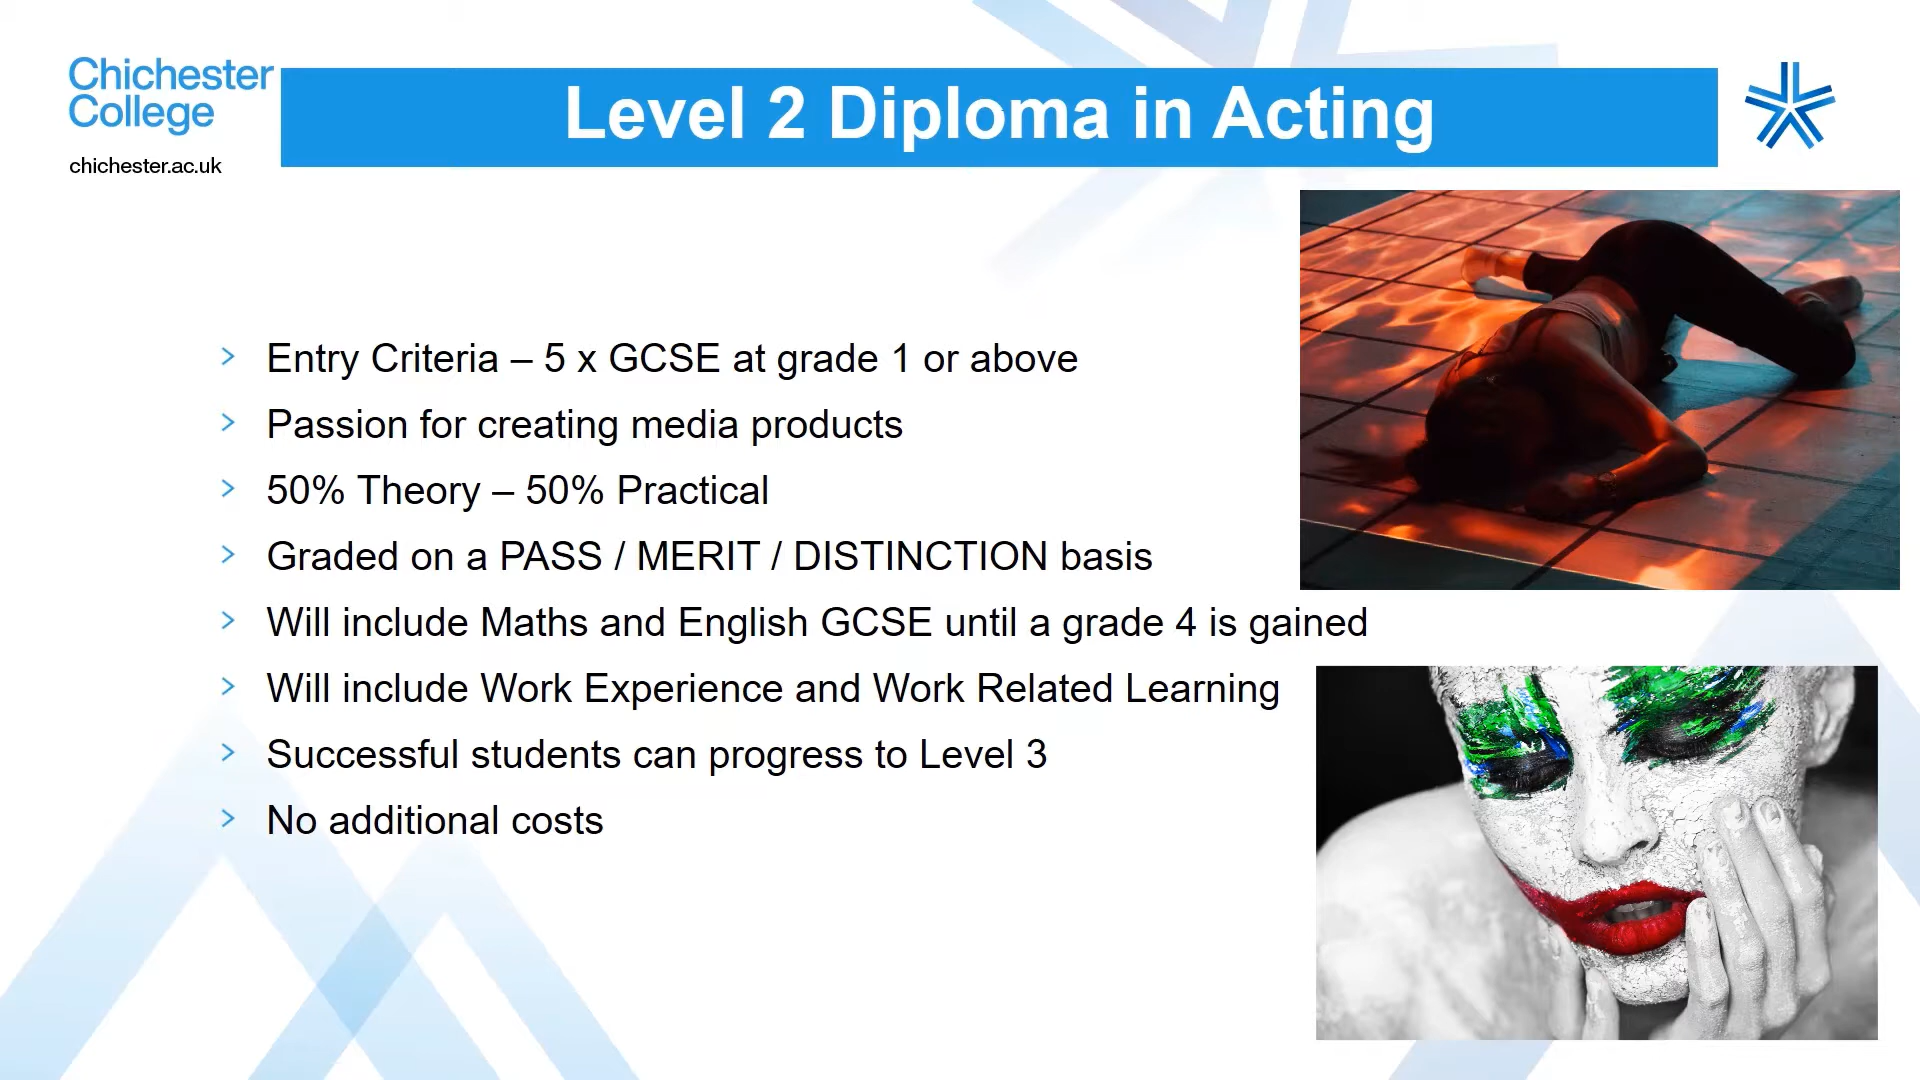 Chichester
College
chichester.ac.uk
Level 2 Diploma in Acting
Entry Criteria – 5 x GCSE at grade 1 or above
Passion for creating media products
50% Theory – 50% Practical
Graded on a PASS / MERIT / DISTINCTION basis
Will include Maths and English GCSE until a grade 4 is gained
Will include Work Experience and Work Related Learning
Successful students can progress to Level 3
No additional costs